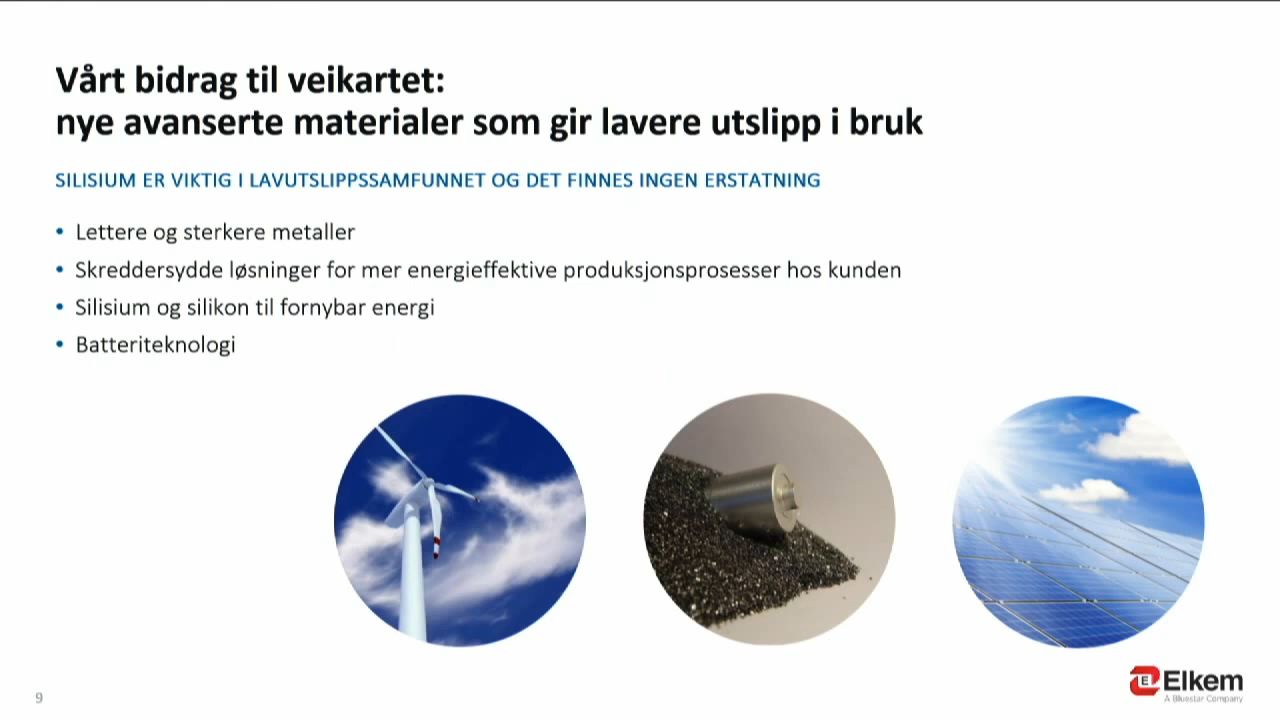 Vårt bidrag til veikartet:
nye avanserte materialer som gir lavere utslipp i bruk
SILISIUM ER VIKTIG I LAVUTSLIPPSSAMFUNNET OG DET FINNES INGEN ERSTATNING
• Lettere og sterkere metaller
• Skreddersydde løsninger for mer energieffektive produksjonsprosesser hos kunden
• Silisium og silikon til fornybar energi
• Batteriteknologi
9
E Elkem
A Bluestar Company